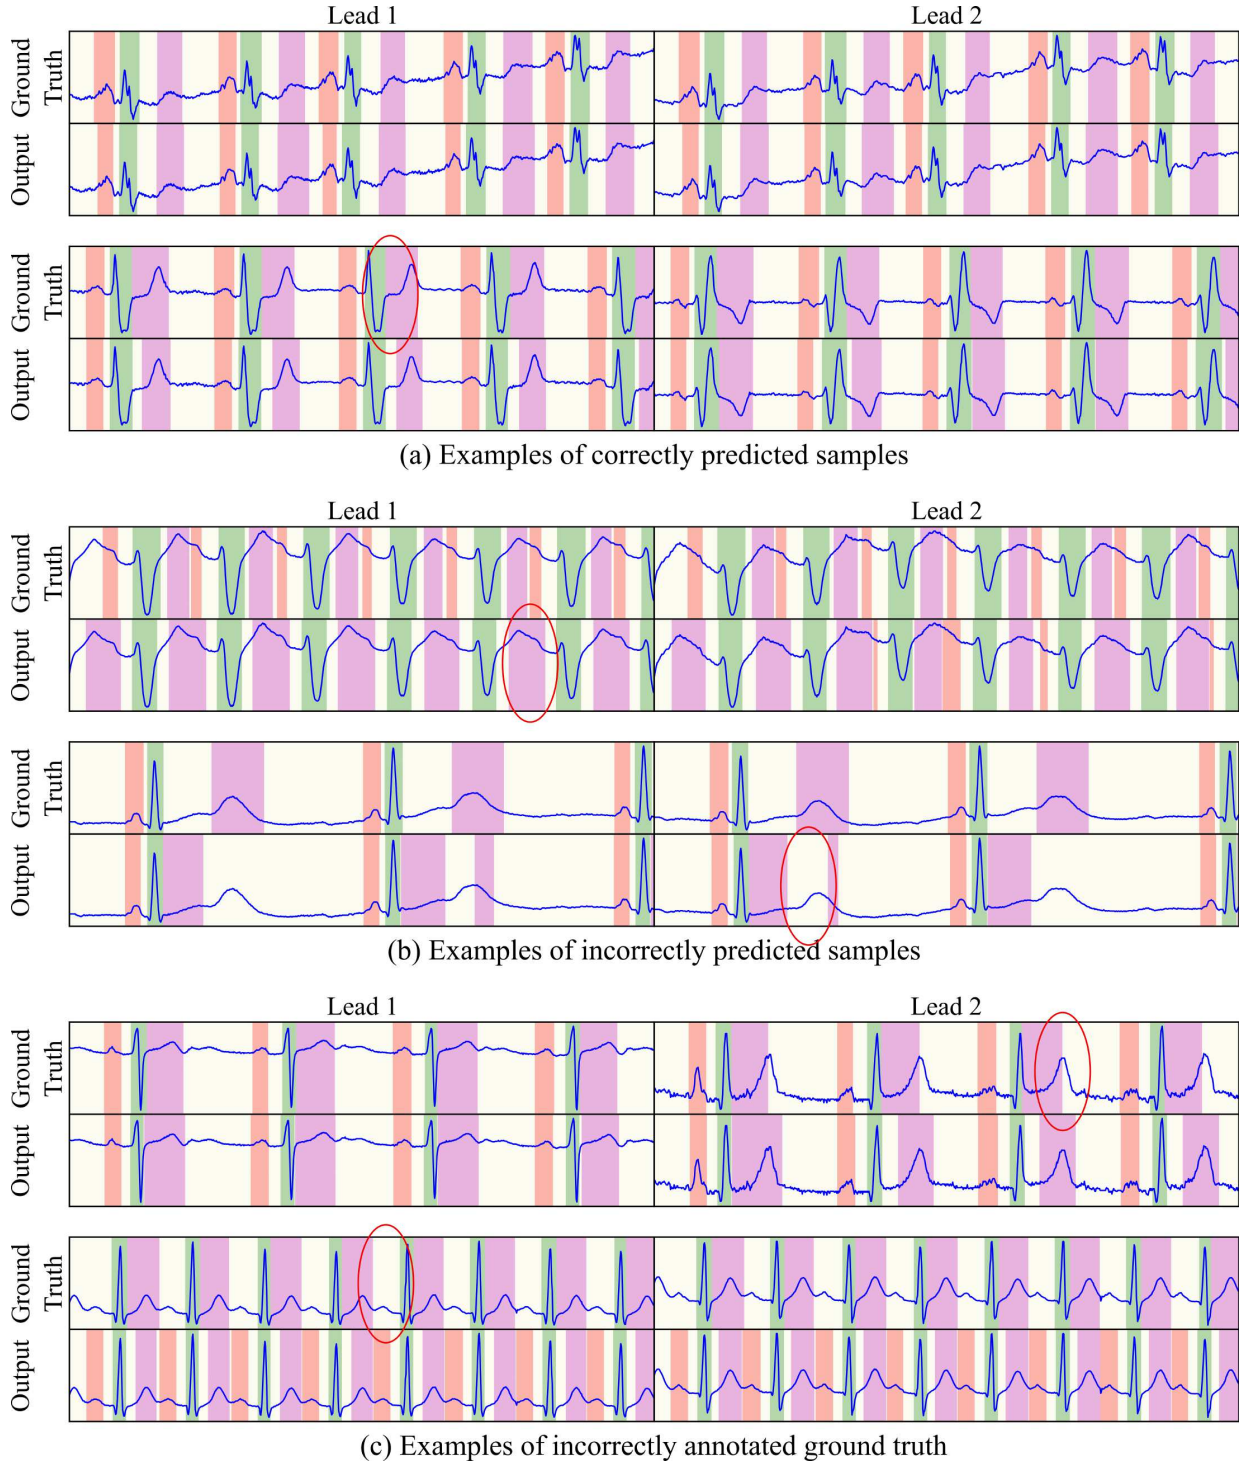 Lead 1
Lead 2
Ground
Truth
Output
Ground
Truth
Output
(a) Examples of correctly predicted samples
Lead 1
Lead 2
Ground
Truth
Output
Ground
Truth
Output
(b) Examples of incorrectly predicted samples
Lead 1
Lead 2
Ground
Truth
Output
Ground
Truth
Output
(c) Examples of incorrectly annotated ground truth